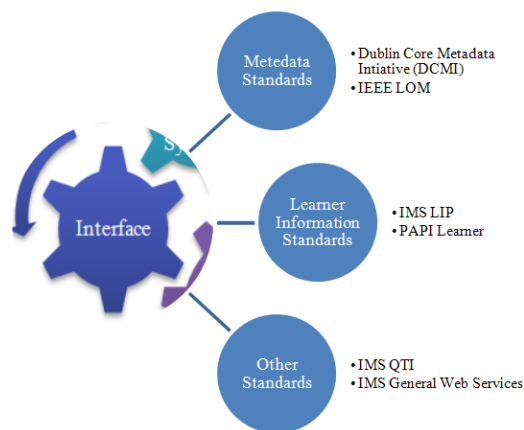 Metedata
Standards
• Dublin Core Metadata
Intiative (DCMI)
• IEEE LOM
Interface
Learner
Information
Standards
• IMS LIP
• PAPI Learner
Other
Standards
• IMS QTI
• IMS General Web Services